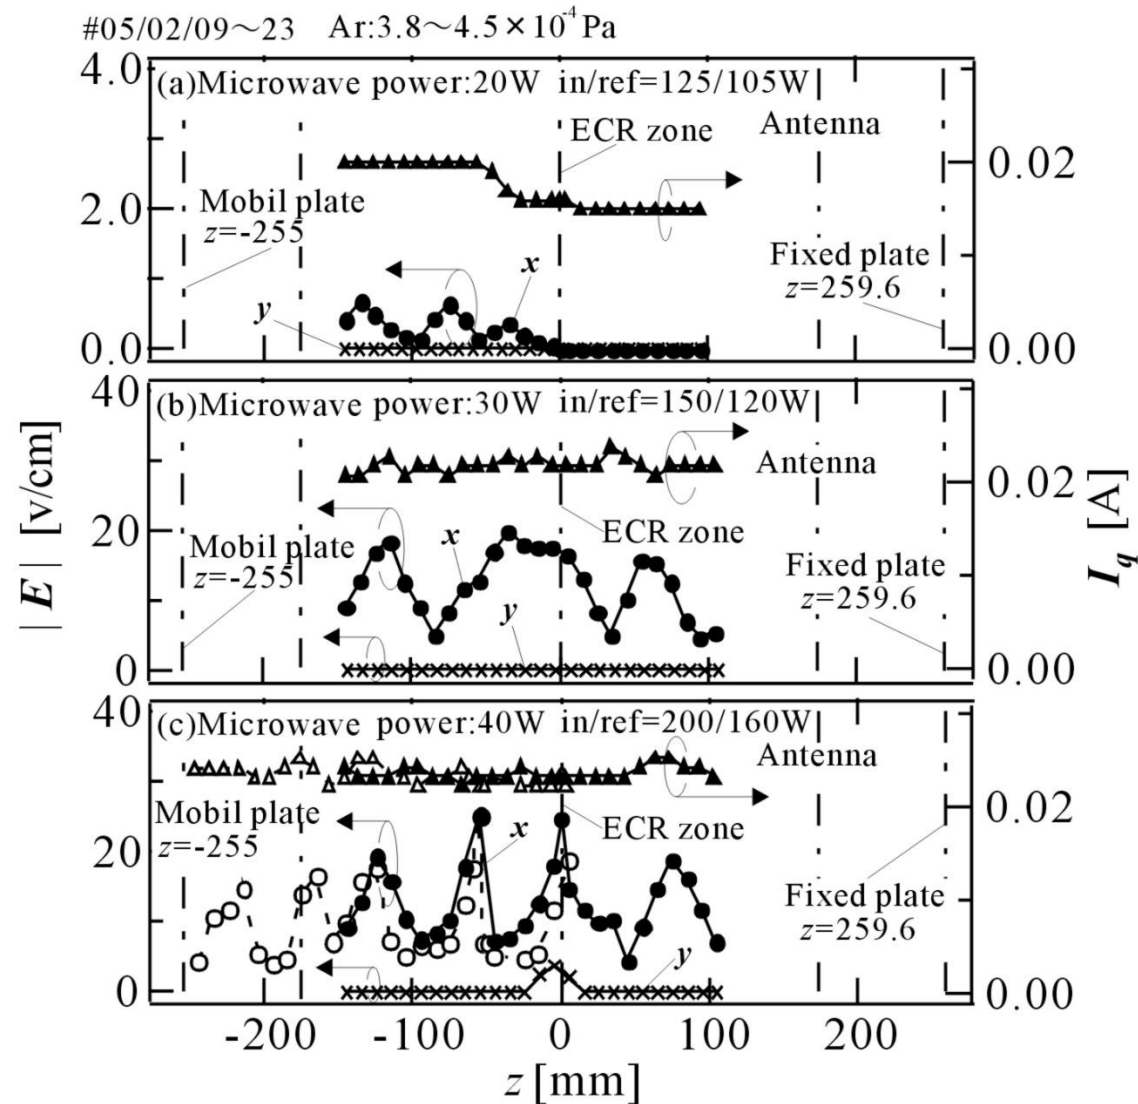 #05/02/09～23 Ar:3.8～4.5×10⁻⁴Pa
4.0
(a)Microwave power:20W in/ref=125/105W
ECR zone
Antenna
0.02
2.0
Mobil plate
z=-255
Fixed plate
z=259.6
x
y
0.0
0.00
40
(b)Microwave power:30W in/ref=150/120W
Antenna
0.02
20
Mobil plate
z=-255
x
ECR zone
Fixed plate
z=259.6
y
0
0.00
|E| [v/cm]
I_q [A]
40
(c)Microwave power:40W in/ref=200/160W
Antenna
Mobil plate
z=-255
x
ECR zone
0.02
20
Fixed plate
z=259.6
y
0
0.00
-200 -100 0 100 200
z [mm]